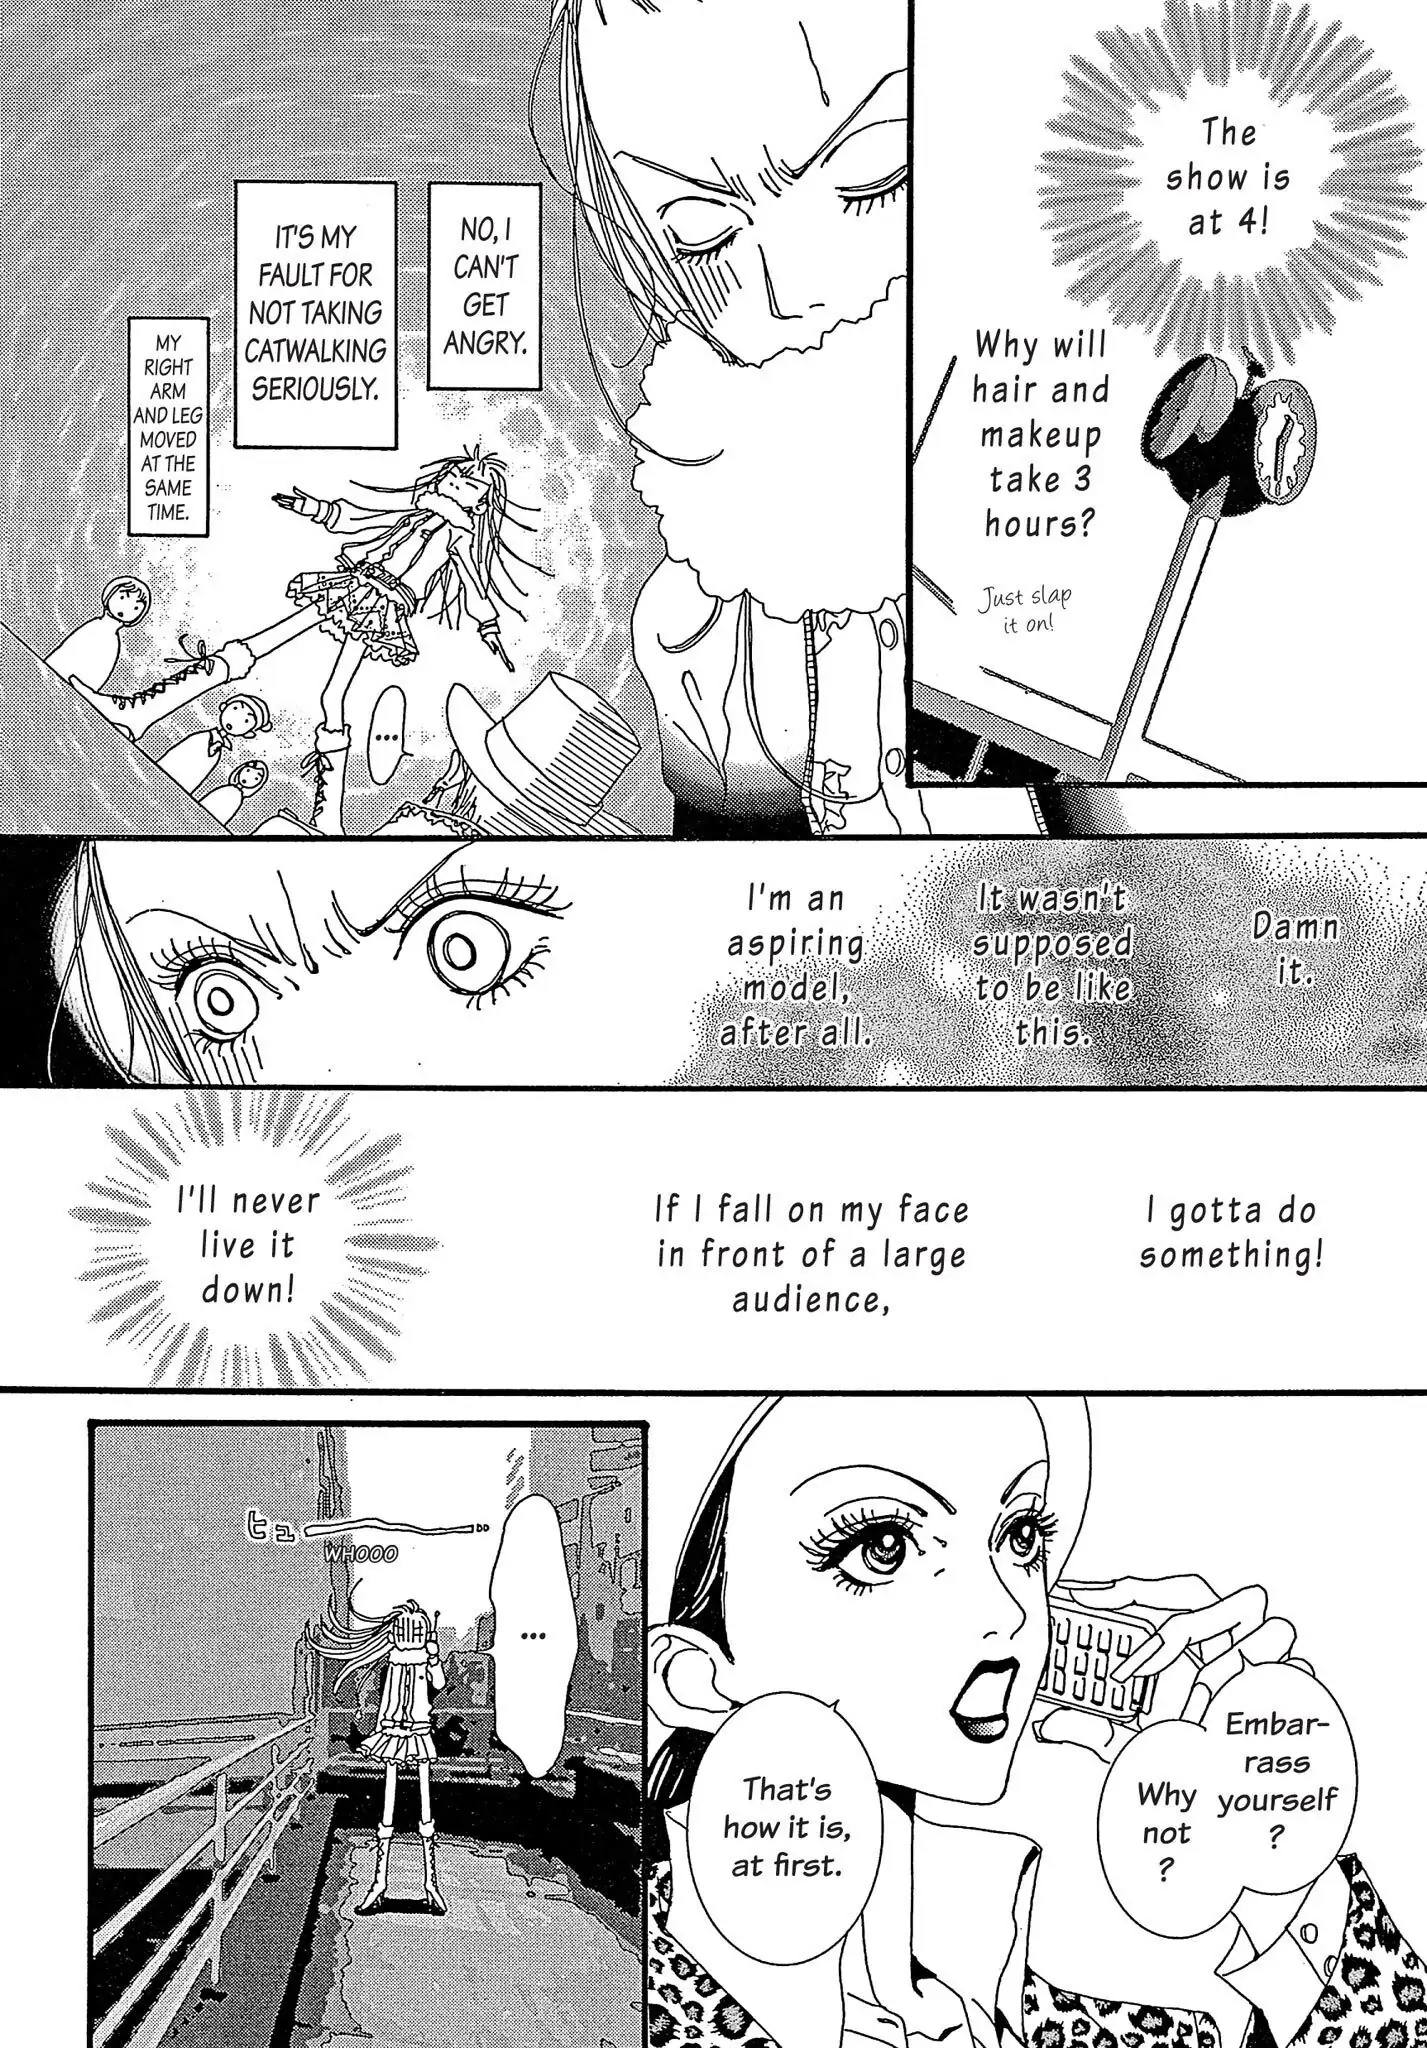 The
show is
at 4!
Why will
hair and
makeup
take 3
hours?
Just slap
it on!
NO, I
CAN'T
GET
ANGRY.
IT'S MY
FAULT FOR
NOT TAKING
CATWALKING
SERIOUSLY.
MY
RIGHT
ARM
AND LEG
MOVED
AT THE
SAME
TIME.
...
Damn
it.
It wasn't
supposed
to be like
this.
I'm an
aspiring
model,
after all.
I gotta do
something!
If I fall on my face
in front of a large
audience,
I'll never
live it
down!
Embar-
rass
yourself
?
Why
not
?
That's
how it is,
at first.
...
ヒュー
WHOOO